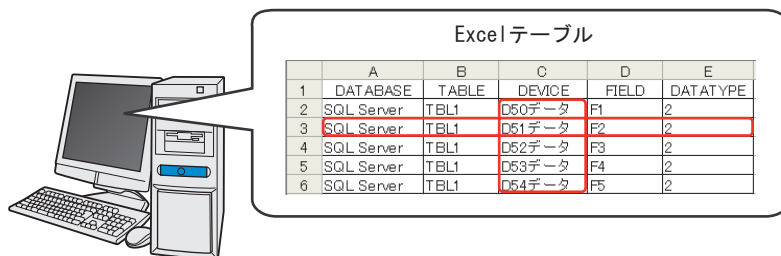 Excelテーブル
A B C D E
1 DATABASE TABLE DEVICE FIELD DATATYPE
2 SQL Server TBL1 D50データ F1 2
3 SQL Server TBL1 D51データ F2 2
4 SQL Server TBL1 D52データ F3 2
5 SQL Server TBL1 D53データ F4 2
6 SQL Server TBL1 D54データ F5 2